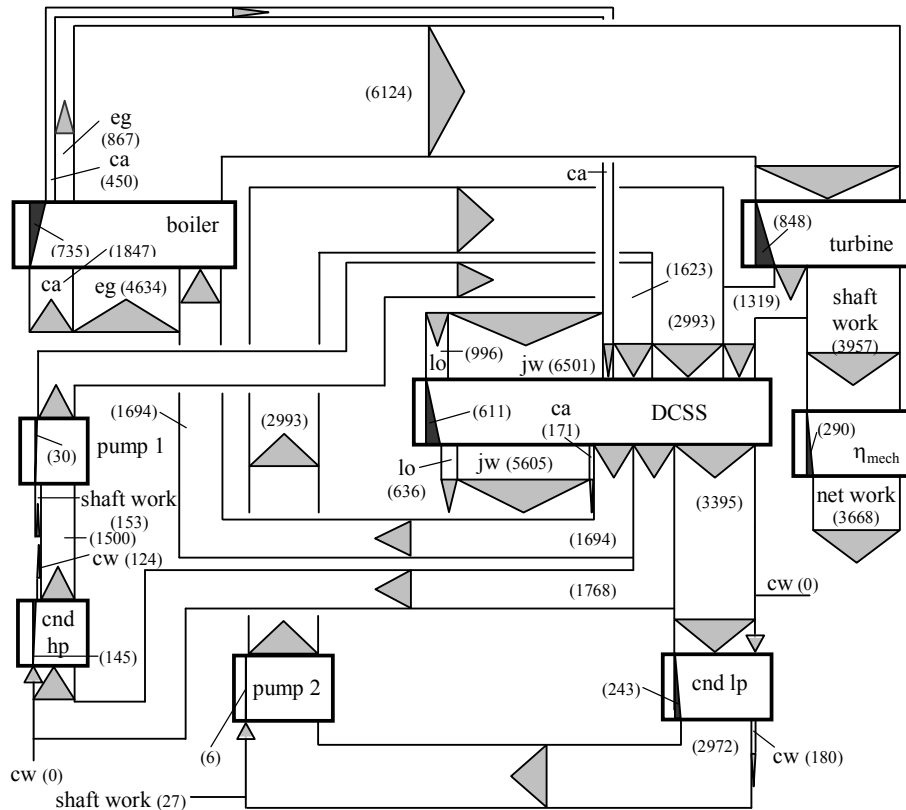 (6124)
eg
(867)
ca
(450)
ca
boiler
(735)
(1847)
(848)
turbine
ca
eg (4634)
(1623)
(1319)
shaft
work
(3957)
(2993)
lo
(996)
jw (6501)
(1694)
(2993)
(611)
ca
(171)
DCSS
(290)
ηmech
pump 1
(30)
lo
(636)
jw (5605)
(3395)
net work
(3668)
shaft work
(153)
(1500)
cw (124)
(1694)
(1768)
cw (0)
cnd
hp
(145)
pump 2
(243)
cnd lp
(6)
(2972)
cw (180)
cw (0)
shaft work (27)